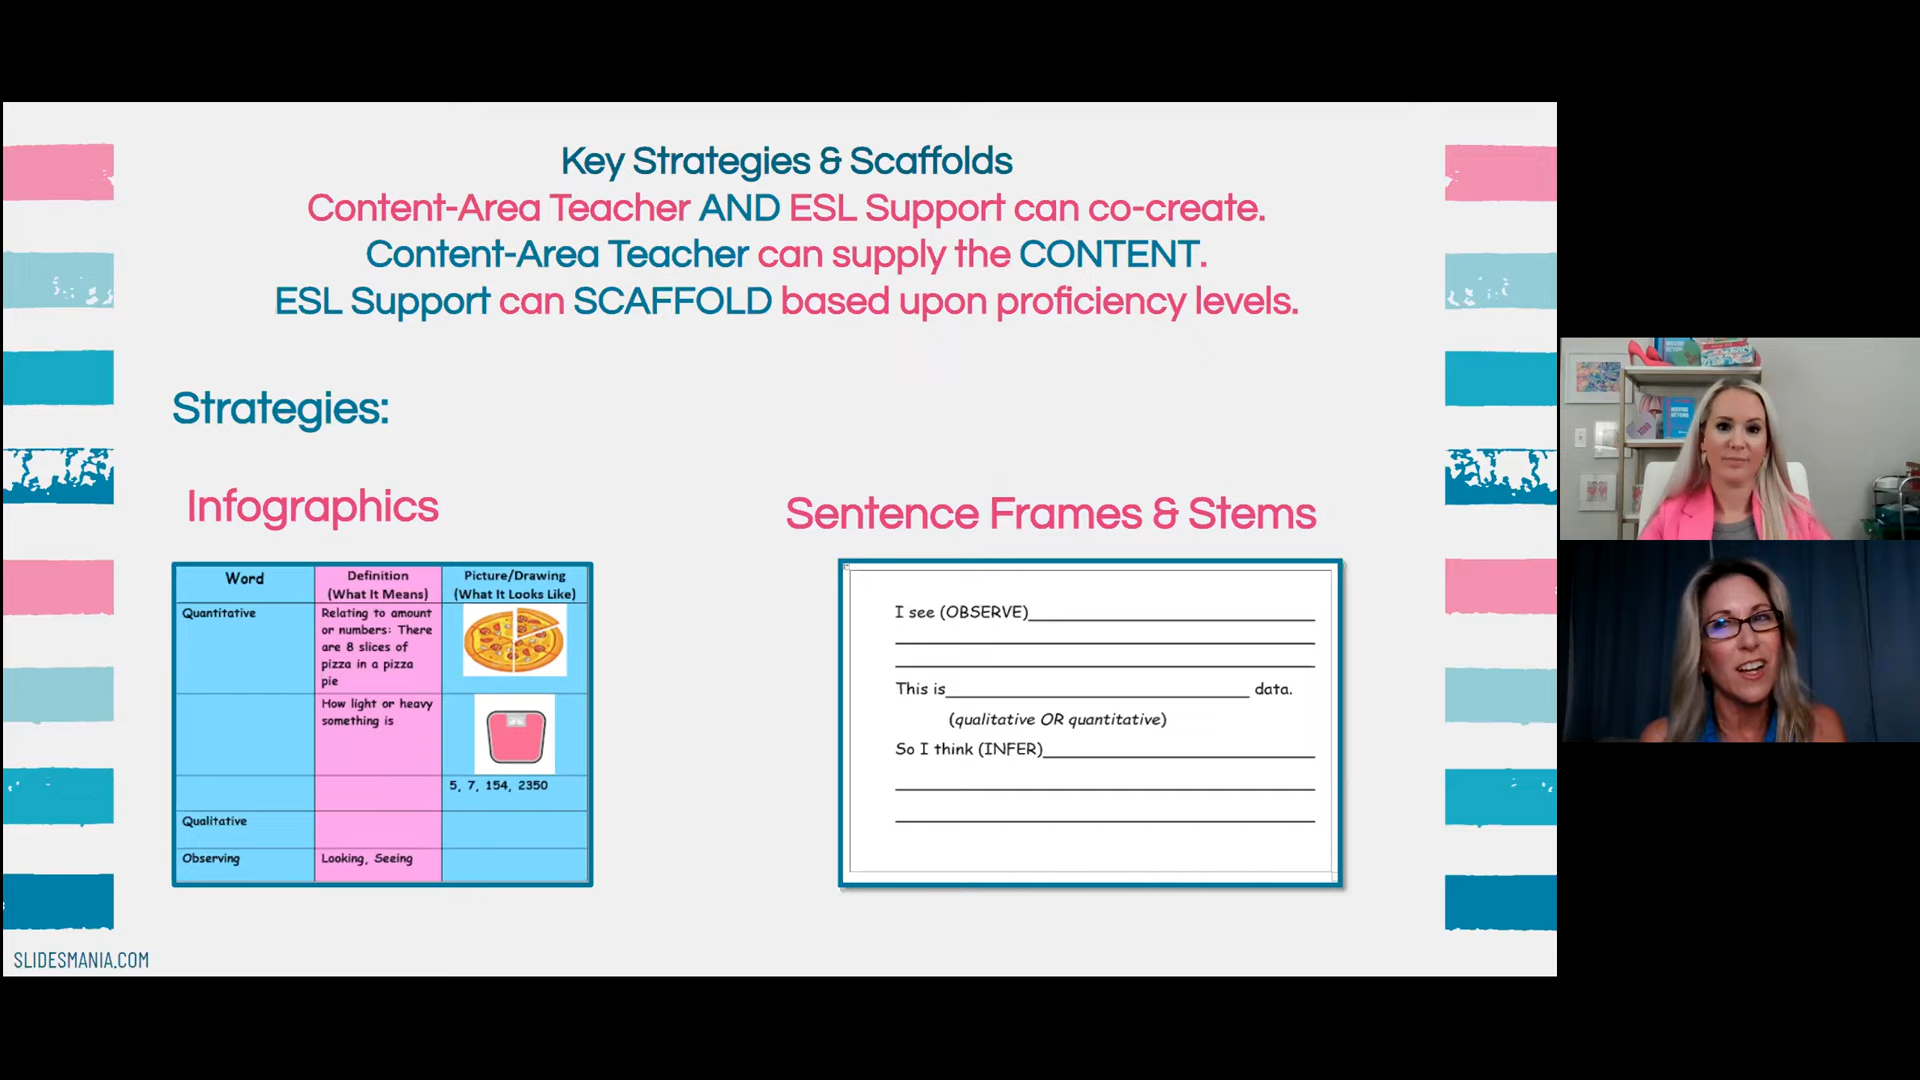 Key Strategies & Scaffolds
Content-Area Teacher AND ESL Support can co-create.
Content-Area Teacher can supply the CONTENT.
ESL Support can SCAFFOLD based upon proficiency levels.
Strategies:
Infographics
Word
Definition
(What It Means)
Picture/Drawing
(What It Looks Like)
Quantitative
Relating to amount
or numbers: There
are 8 slices of
pizza in a pizza
pie
How light or heavy
something is
5, 7, 154, 2350
Qualitative
Observing
Looking, Seeing
Sentence Frames & Stems
I see (OBSERVE)
This is data.
(qualitative OR quantitative)
So I think (INFER)
SLIDESMANIA.COM
MOVING
BEYOND